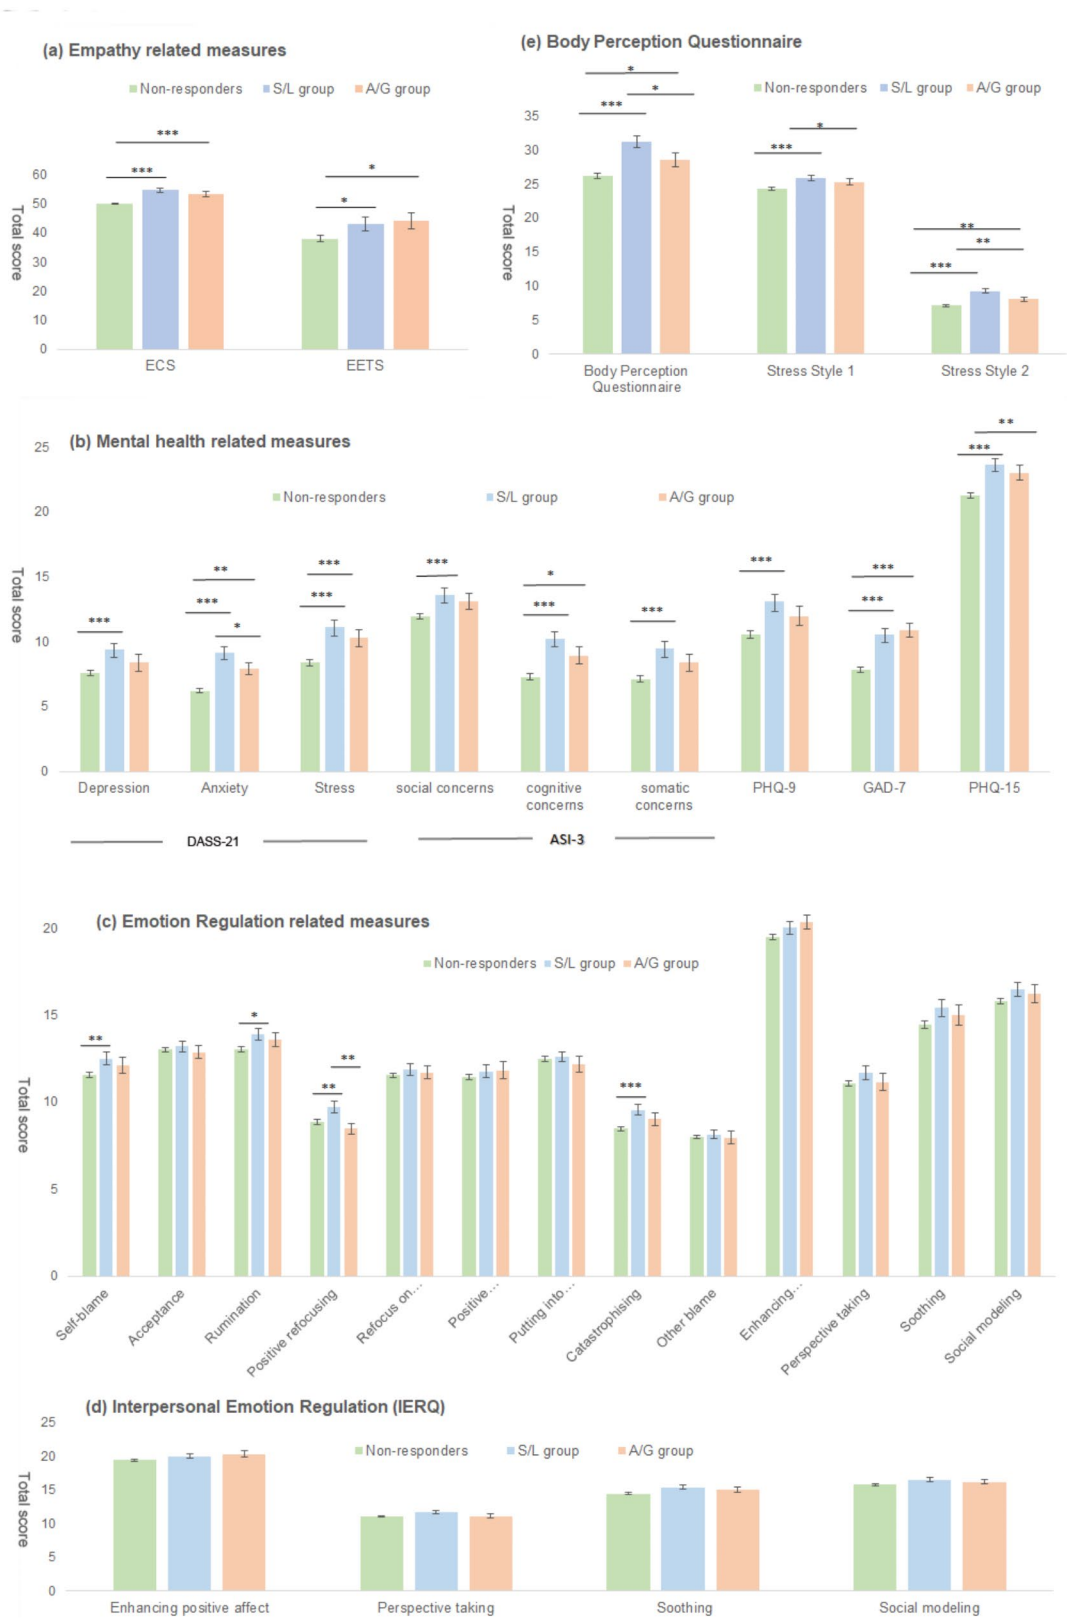 (a) Empathy related measures
Non-responders S/L group A/G group
***
***
*
*
60
50
40
30
20
10
0
Total score
ECS EETS
(e) Body Perception Questionnaire
Non-responders S/L group A/G group
*
*
***
*
***
**
**
***
35
30
25
20
15
10
5
0
Total score
Body Perception Questionnaire
Stress Style 1
Stress Style 2
(b) Mental health related measures
Non-responders S/L group A/G group
**
***
***
**
***
*
***
***
***
*
***
***
***
***
***
25
20
15
10
5
0
Total score
Depression Anxiety Stress social concerns cognitive concerns somatic concerns PHQ-9 GAD-7 PHQ-15
DASS-21 ASI-3
(c) Emotion Regulation related measures
Non-responders S/L group A/G group
**
*
**
**
***
20
15
10
5
0
Total score
Self-blame
Acceptance
Rumination
Positive refocusing
Refocus on...
Positive...
Putting into...
Catastrophising
Other blame
Enhancing...
Perspective taking
Soothing
Social modeling
(d) Interpersonal Emotion Regulation (IERQ)
Non-responders S/L group A/G group
25
20
15
10
5
0
Total score
Enhancing positive affect Perspective taking Soothing Social modeling